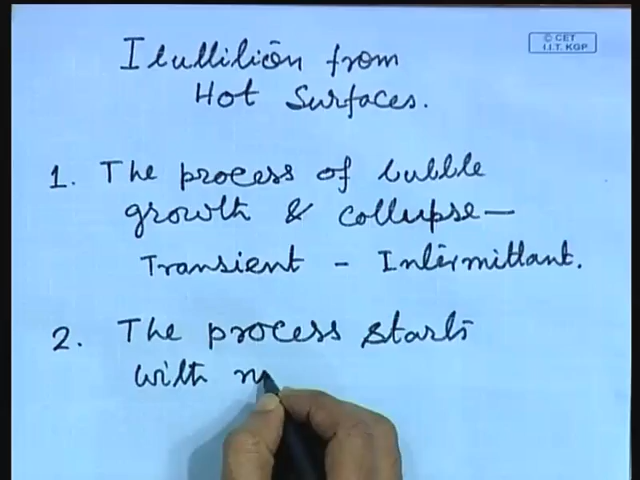 © CET
I.I.T. KGP
Ebullition from
Hot Surfaces.
1. The process of bubble
growth & collapse —
Transient - Intermittant.
2. The process starts
with n